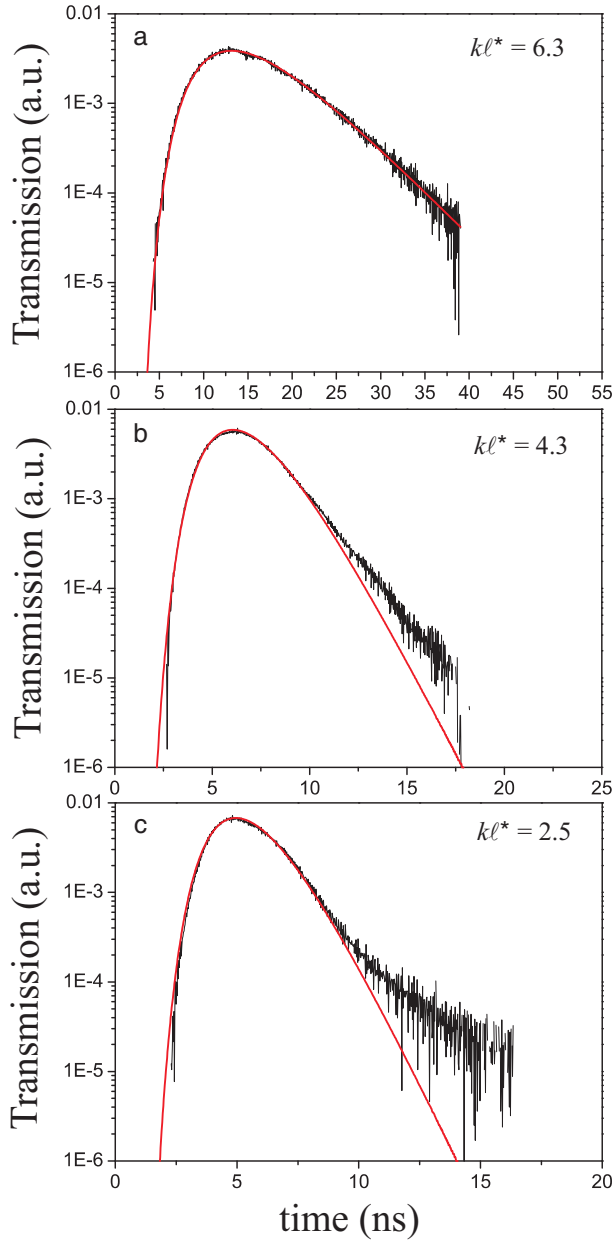 a
kℓ* = 6.3
Transmission (a.u.)
0.01
1E-3
1E-4
1E-5
1E-6
0 5 10 15 20 25 30 35 40 45 50 55
b
kℓ* = 4.3
Transmission (a.u.)
0.01
1E-3
1E-4
1E-5
1E-6
0 5 10 15 20 25
c
kℓ* = 2.5
Transmission (a.u.)
0.01
1E-3
1E-4
1E-5
1E-6
0 5 10 15 20
time (ns)